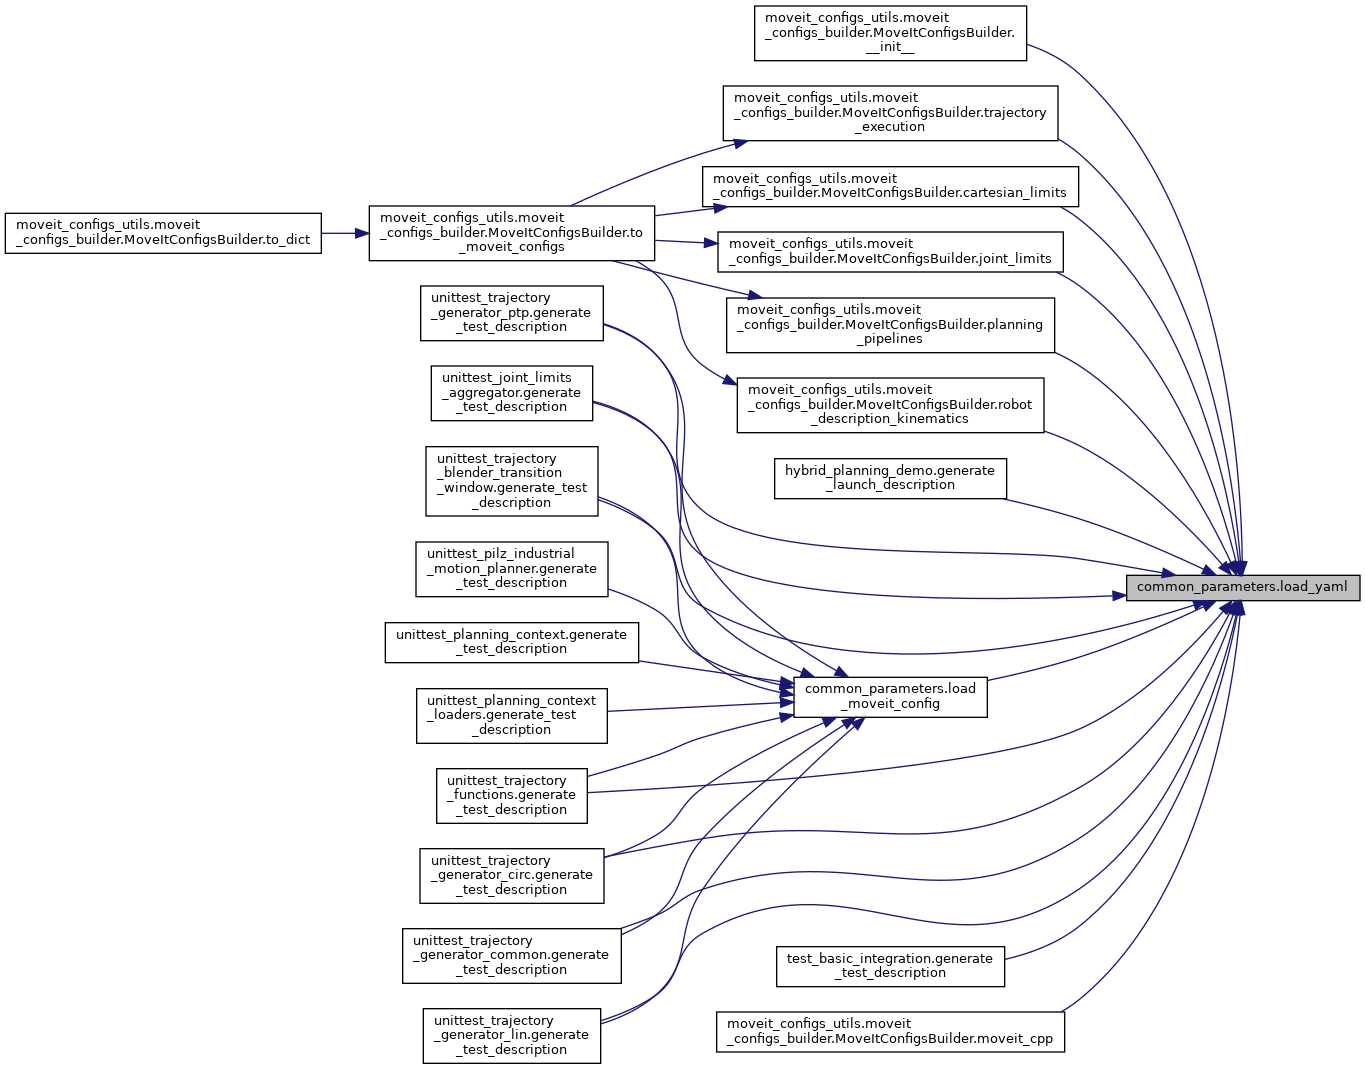 moveit_configs_utils.moveit
_configs_builder.MoveItConfigsBuilder.
__init__
moveit_configs_utils.moveit
_configs_builder.MoveItConfigsBuilder.trajectory
_execution
moveit_configs_utils.moveit
_configs_builder.MoveItConfigsBuilder.cartesian_limits
moveit_configs_utils.moveit
_configs_builder.MoveItConfigsBuilder.to_dict
moveit_configs_utils.moveit
_configs_builder.MoveItConfigsBuilder.to
_moveit_configs
moveit_configs_utils.moveit
_configs_builder.MoveItConfigsBuilder.joint_limits
unittest_trajectory
_generator_ptp.generate
_test_description
moveit_configs_utils.moveit
_configs_builder.MoveItConfigsBuilder.planning
_pipelines
unittest_joint_limits
_aggregator.generate
_test_description
moveit_configs_utils.moveit
_configs_builder.MoveItConfigsBuilder.robot
_description_kinematics
unittest_trajectory
_blender_transition
_window.generate_test
_description
hybrid_planning_demo.generate
_launch_description
unittest_pilz_industrial
_motion_planner.generate
_test_description
common_parameters.load_yaml
unittest_planning_context.generate
_test_description
common_parameters.load
_moveit_config
unittest_planning_context
_loaders.generate_test
_description
unittest_trajectory
_functions.generate
_test_description
unittest_trajectory
_generator_circ.generate
_test_description
unittest_trajectory
_generator_common.generate
_test_description
test_basic_integration.generate
_test_description
unittest_trajectory
_generator_lin.generate
_test_description
moveit_configs_utils.moveit
_configs_builder.MoveItConfigsBuilder.moveit_cpp